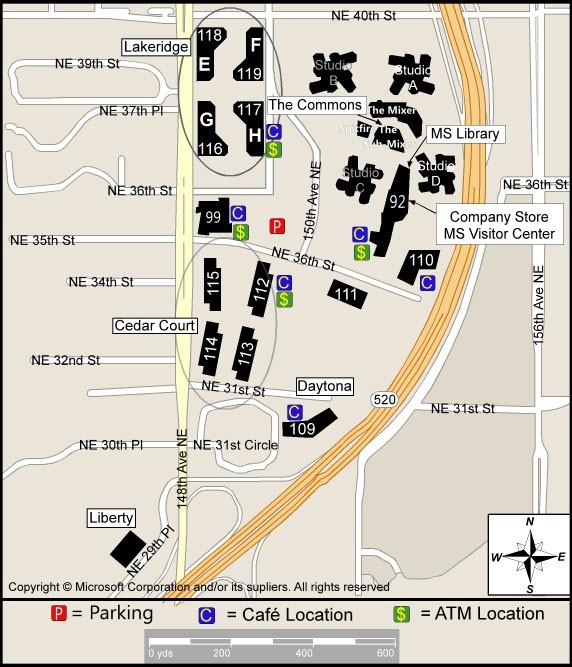 NE 40th St
118
F
Lakeridge
E
119
NE 39th St
Studio
B
Studio
A
NE 37th Pl
G
117
H
116
C
$
The Commons
The Mixer
Spitfire
The
Sub-Mixer
MS Library
Studio
C
Studio
D
NE 36th St
NE 36th St
150th Ave NE
92
99
C
$
P
Company Store
MS Visitor Center
C
$
NE 35th St
NE 36th St
110
C
115
112
C
$
111
NE 34th St
156th Ave NE
Cedar Court
114
113
NE 32nd St
NE 31st St
Daytona
520
C
109
NE 31st St
NE 30th Pl
NE 31st Circle
148th Ave NE
Liberty
NE 29th Pl
N
W
E
S
Copyright © Microsoft Corporation and/or its supliers. All rights reserved
P = Parking
C = Café Location
$ = ATM Location
0 yds
200
400
600